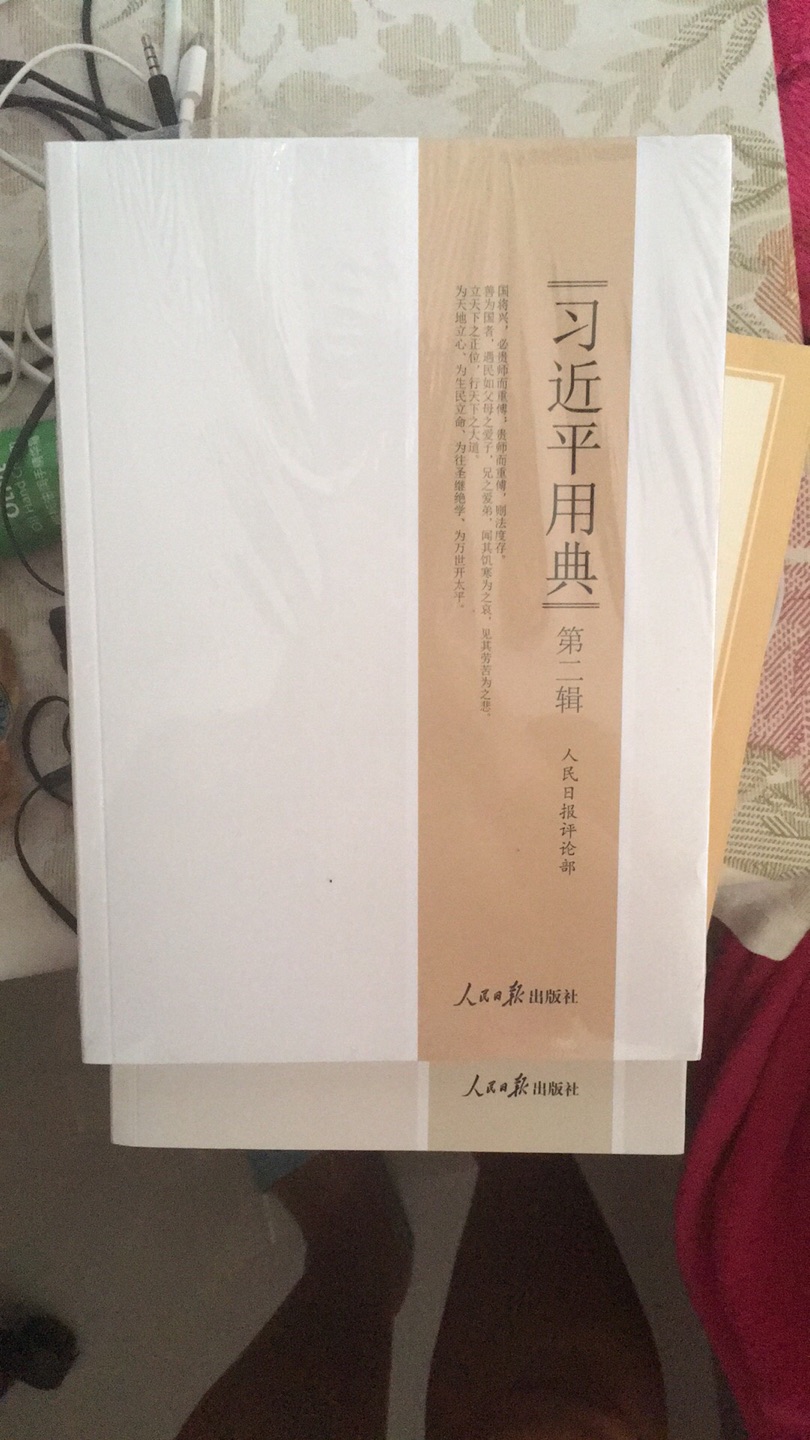 习近平用典
第二辑
人民日报评论部
国将兴，必贵师而重傅，贵师而重傅，则法度存。
善为国者，遇民如父母之爱子，兄之爱弟，闻其饥寒为之哀，见其劳苦为之悲。
立天下之正位，行天下之大道。
为天地立心，为生民立命，为往圣继绝学，为万世开太平。
人民日报出版社
人民日报出版社